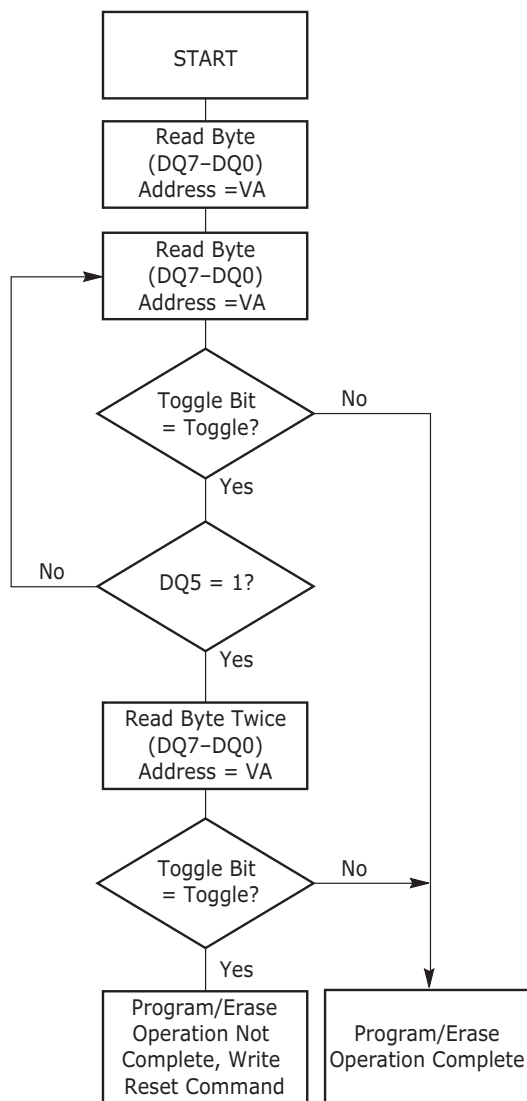 START
Read Byte
(DQ7–DQ0)
Address =VA
Read Byte
(DQ7–DQ0)
Address =VA
Toggle Bit
= Toggle?
No
Yes
No
DQ5 = 1?
Yes
Read Byte Twice
(DQ7–DQ0)
Address = VA
Toggle Bit
= Toggle?
No
Yes
Program/Erase
Operation Not
Complete, Write
Reset Command
Program/Erase
Operation Complete